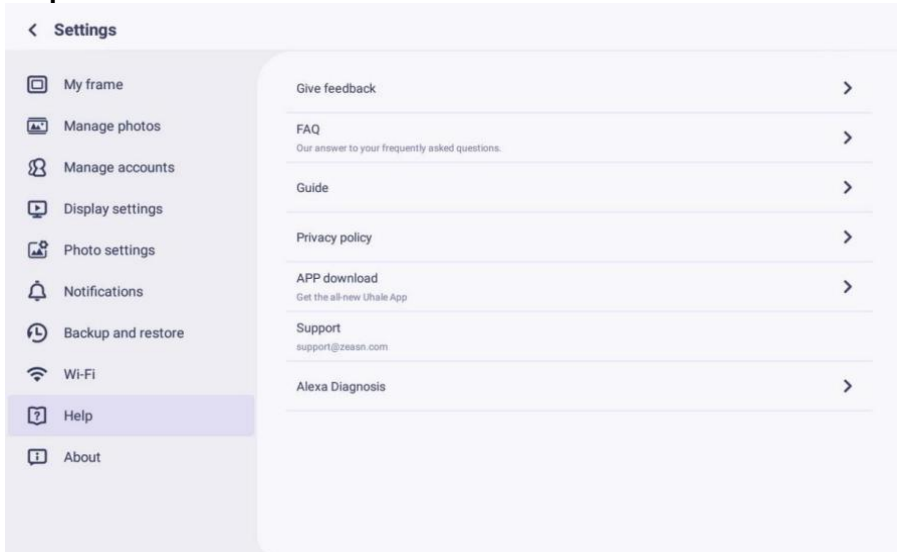 Settings
My frame
Manage photos
Manage accounts
Display settings
Photo settings
Notifications
Backup and restore
Wi-Fi
Help
About
Give feedback
FAQ
Our answer to your frequently asked questions.
Guide
Privacy policy
APP download
Get the all-new Uhale App
Support
support@zeasn.com
Alexa Diagnosis